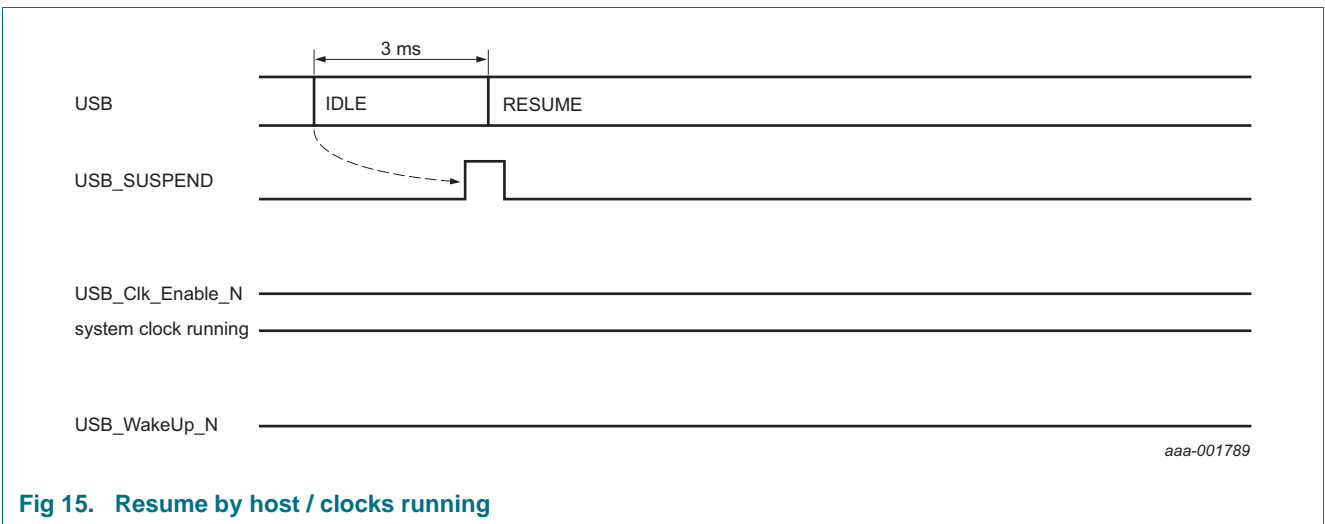 3 ms
USB IDLE RESUME
USB_SUSPEND
USB_Clk_Enable_N
system clock running
USB_WakeUp_N
aaa-001789
Fig 15. Resume by host / clocks running